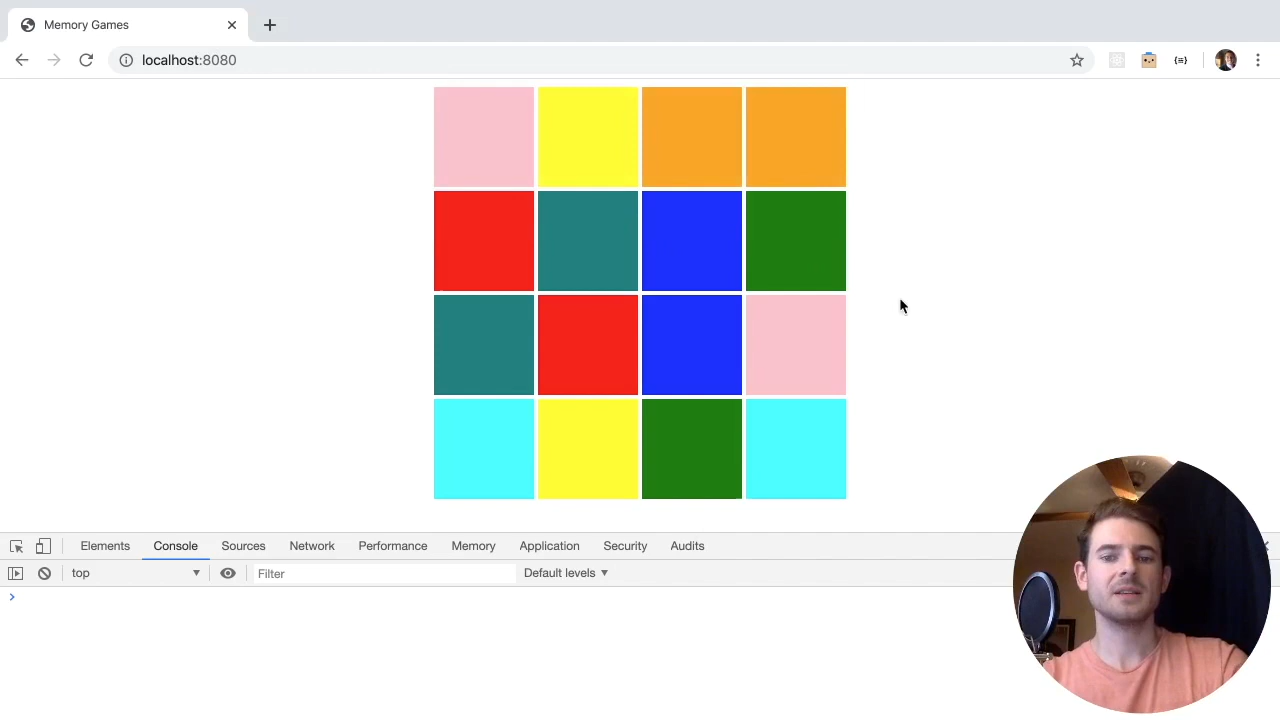 Memory Games
localhost:8080
{=}
Elements Console Sources Network Performance Memory Application Security Audits
top Filter Default levels